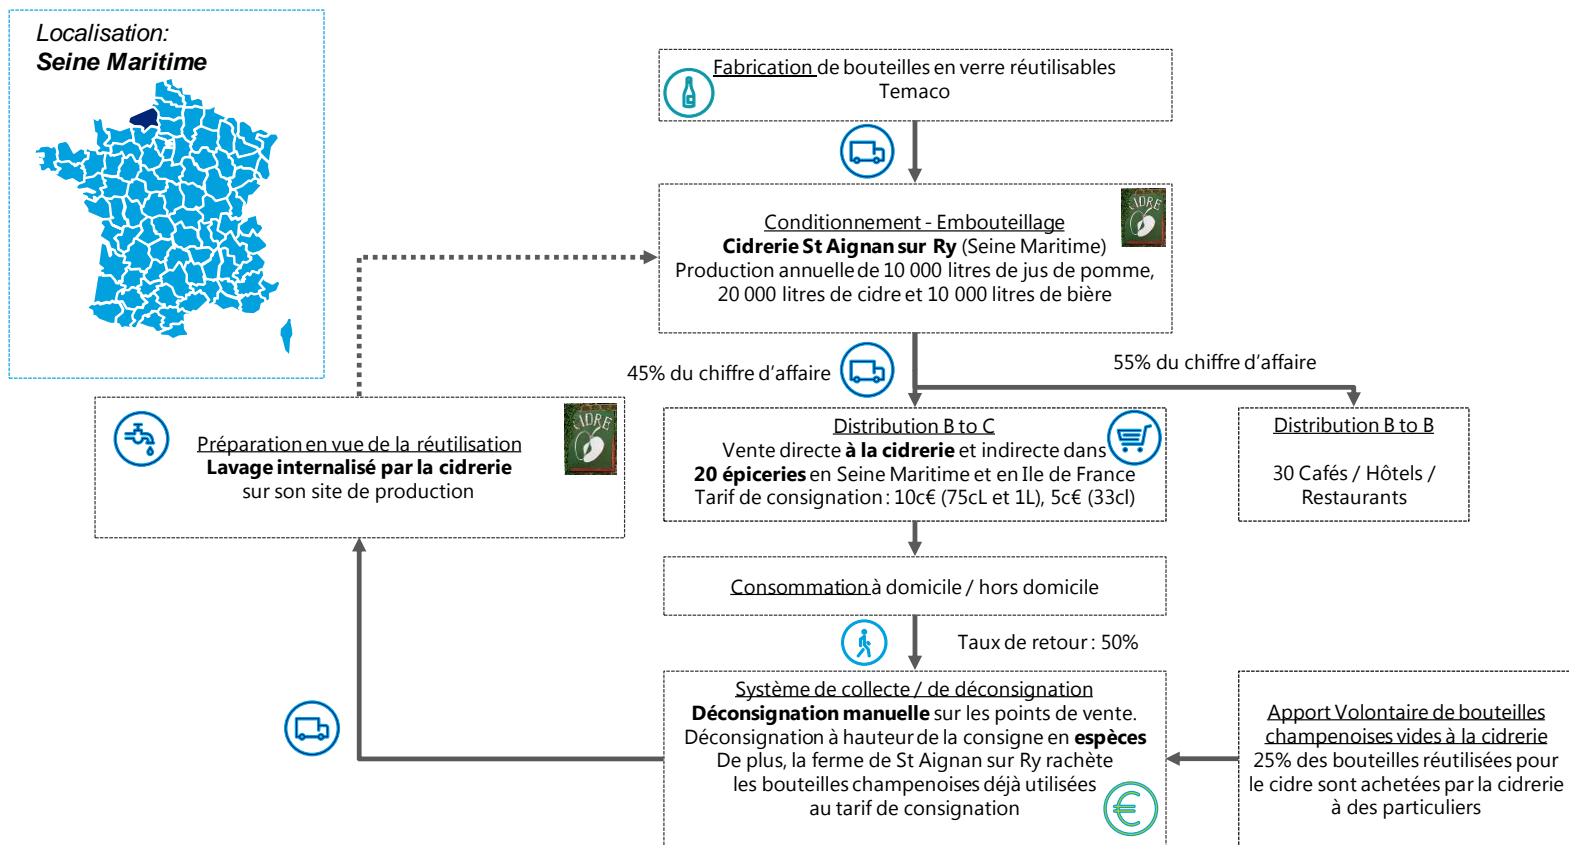 Localisation:
Seine Maritime
Fabrication de bouteilles en verre réutilisables
Temaco
CIDRE
Conditionnement - Embouteillage
Cidrerie St Aignan sur Ry (Seine Maritime)
Production annuelle de 10 000 litres de jus de pomme,
20 000 litres de cidre et 10 000 litres de bière
45% du chiffre d'affaire
55% du chiffre d'affaire
CIDRE
Préparation en vue de la réutilisation
Lavage internalisé par la cidrerie
sur son site de production
Distribution B to C
Vente directe à la cidrerie et indirecte dans
20 épiceries en Seine Maritime et en Ile de France
Tarif de consignation : 10c€ (75cL et 1L), 5c€ (33cl)
Distribution B to B
30 Cafés / Hôtels /
Restaurants
Consommation à domicile / hors domicile
Taux de retour : 50%
Système de collecte / de déconsignation
Déconsignation manuelle sur les points de vente.
Déconsignation à hauteur de la consigne en espèces
De plus, la ferme de St Aignan sur Ry rachète
les bouteilles champenoises déjà utilisées
au tarif de consignation
€
Apport Volontaire de bouteilles
champenoises vides à la cidrerie
25% des bouteilles réutilisées pour
le cidre sont achetées par la cidrerie
à des particuliers